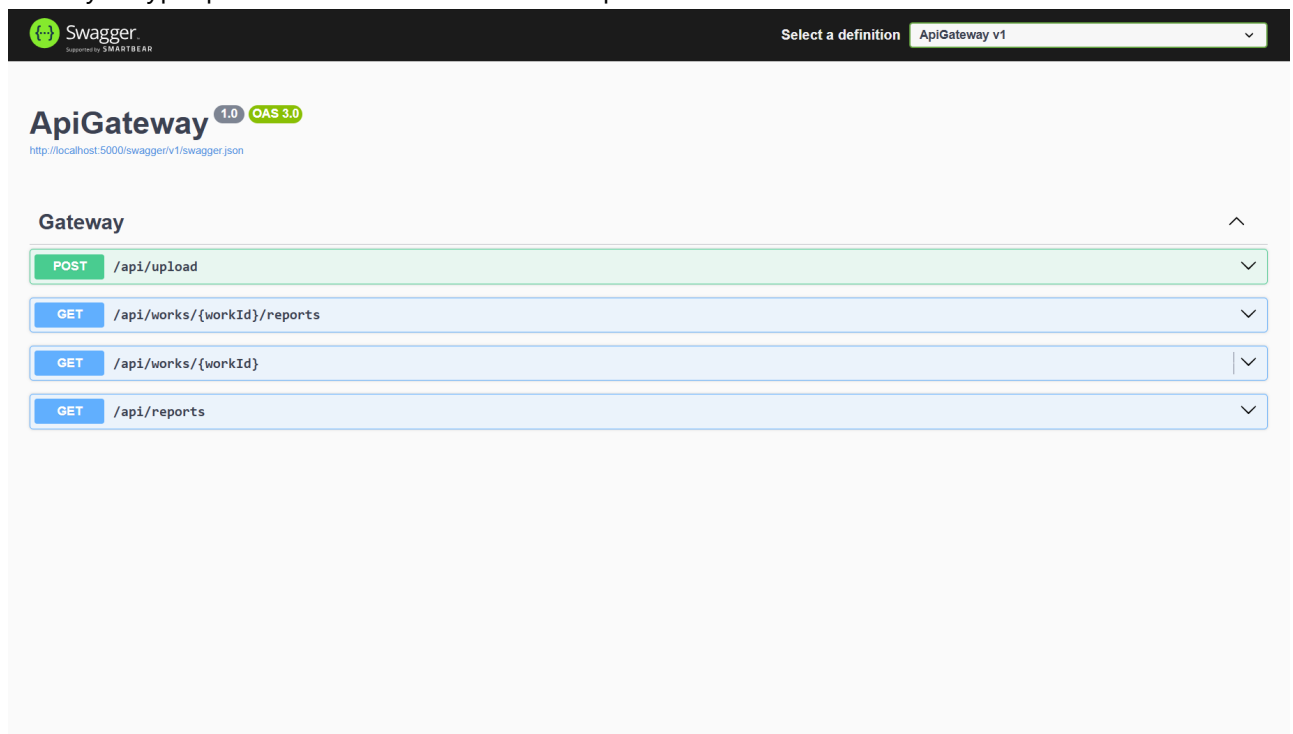 Swagger.
Supported by SMARTBEAR
Select a definition
ApiGateway v1
ApiGateway 1.0 OAS 3.0
http://localhost:5000/swagger/v1/swagger.json
Gateway
POST /api/upload
GET /api/works/{workId}/reports
GET /api/works/{workId}
GET /api/reports